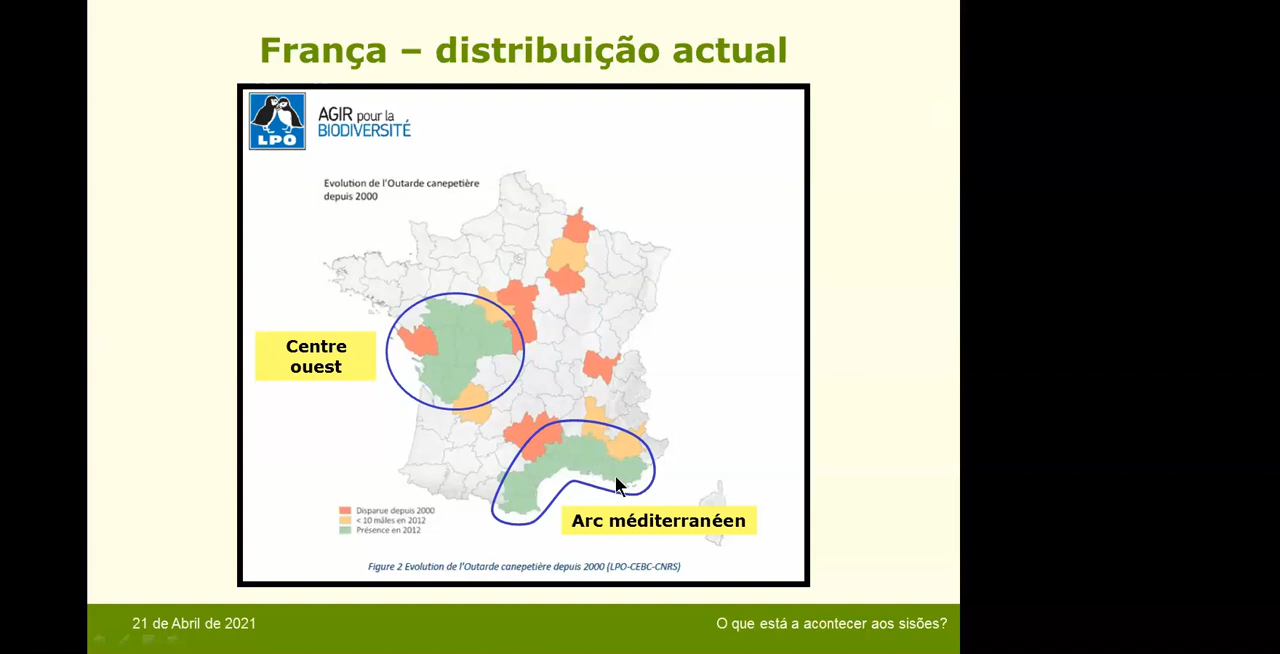 França – distribuição actual
LPO
AGIR pour la
BIODIVERSITÉ
Evolution de l'Outarde canepetière
depuis 2000
Centre
ouest
Arc méditerranéen
Disparue depuis 2000
< 10 mâles en 2012
Présence en 2012
Figure 2 Evolution de l'Outarde canepetière depuis 2000 (LPO-CEBC-CNRS)
21 de Abril de 2021
O que está a acontecer aos sisões?